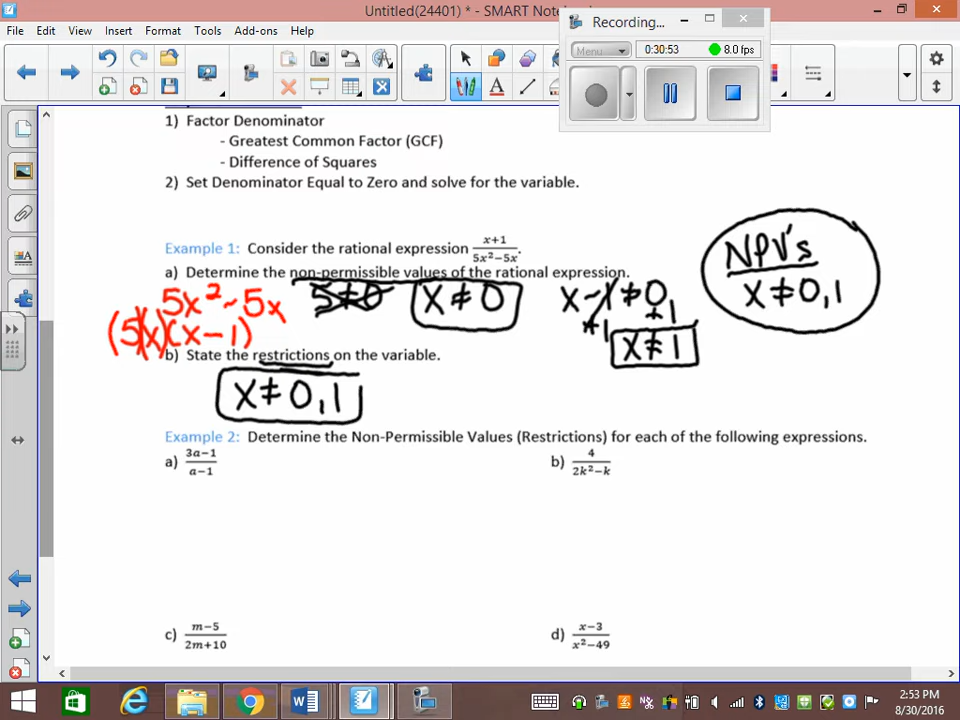 Untitled(24401) * - SMART Notebook
Recording...
File Edit View Insert Format Tools Add-ons Help
Menu 0:30:53 8.0 fps
1) Factor Denominator
- Greatest Common Factor (GCF)
- Difference of Squares
2) Set Denominator Equal to Zero and solve for the variable.
Example 1: Consider the rational expression x+1/5x²−5x.
a) Determine the non-permissible values of the rational expression.
NPV's
x≠0,1
5x²-5x
5≠0 x≠0 x-1≠0
+1 +1
x≠1
(5)(x)(x-1)
b) State the restrictions on the variable.
x≠0,1
Example 2: Determine the Non-Permissible Values (Restrictions) for each of the following expressions.
a) 3a−1/a−1 b) 4/2k²−k
c) m−5/2m+10 d) x−3/x²−49
2:53 PM
8/30/2016